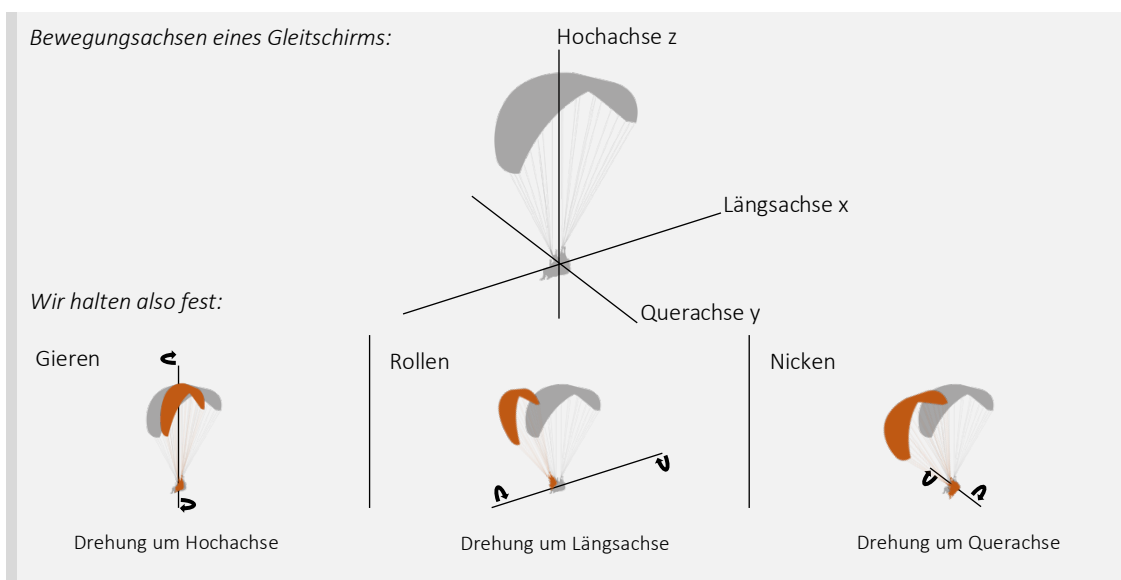 Bewegungsachsen eines Gleitschirms:
Hochachse z
Längsachse x
Querachse y
Wir halten also fest:
Gieren
Rollen
Nicken
Drehung um Hochachse
Drehung um Längsachse
Drehung um Querachse